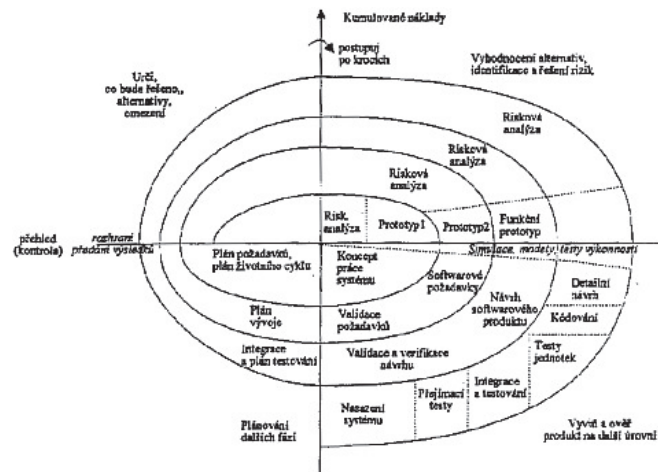 Kumulované náklady
postupuj
po krocích
Urči,
co bude řešeno,
alternativy,
omezení
Vyhodnocení alternativ,
identifikace a řešení rizik
Risková
analýza
Risková
analýza
Risková
analýza
Risk.
analýza
Prototyp1
Prototyp2
Funkční
prototyp
přehled
(kontrola)
rozhraní
předání výsledků
Simulace, modely, testy výkonnosti
Plán požadavků,
plán životního cyklu
Koncept
práce
systému
Softwarové
požadavky
Návrh
softwarového
produktu
Detailní
návrh
Kódování
Plán
vývoje
Validace
požadavků
Integrace
a plán testování
Validace a verifikace
návrhu
Testy
jednotek
Integrace
a testování
Přejímací
testy
Nasazení
systému
Plánování
dalších fází
Vyviň a ověř
produkt na další úrovni